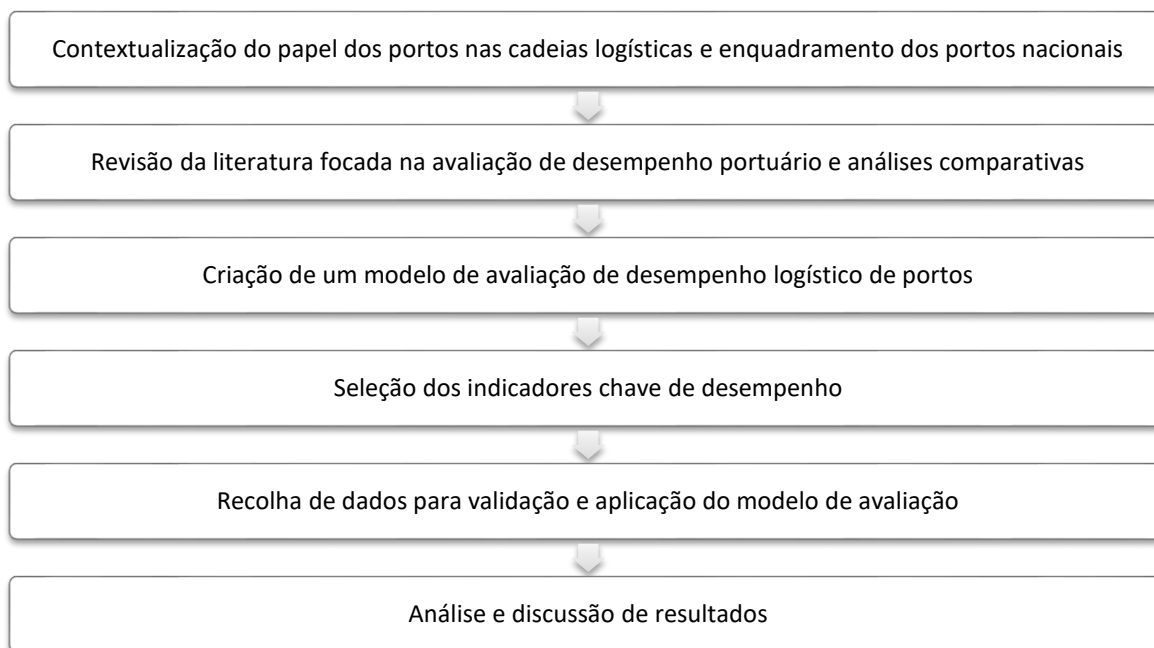 Contextualização do papel dos portos nas cadeias logísticas e enquadramento dos portos nacionais
Revisão da literatura focada na avaliação de desempenho portuário e análises comparativas
Criação de um modelo de avaliação de desempenho logístico de portos
Seleção dos indicadores chave de desempenho
Recolha de dados para validação e aplicação do modelo de avaliação
Análise e discussão de resultados